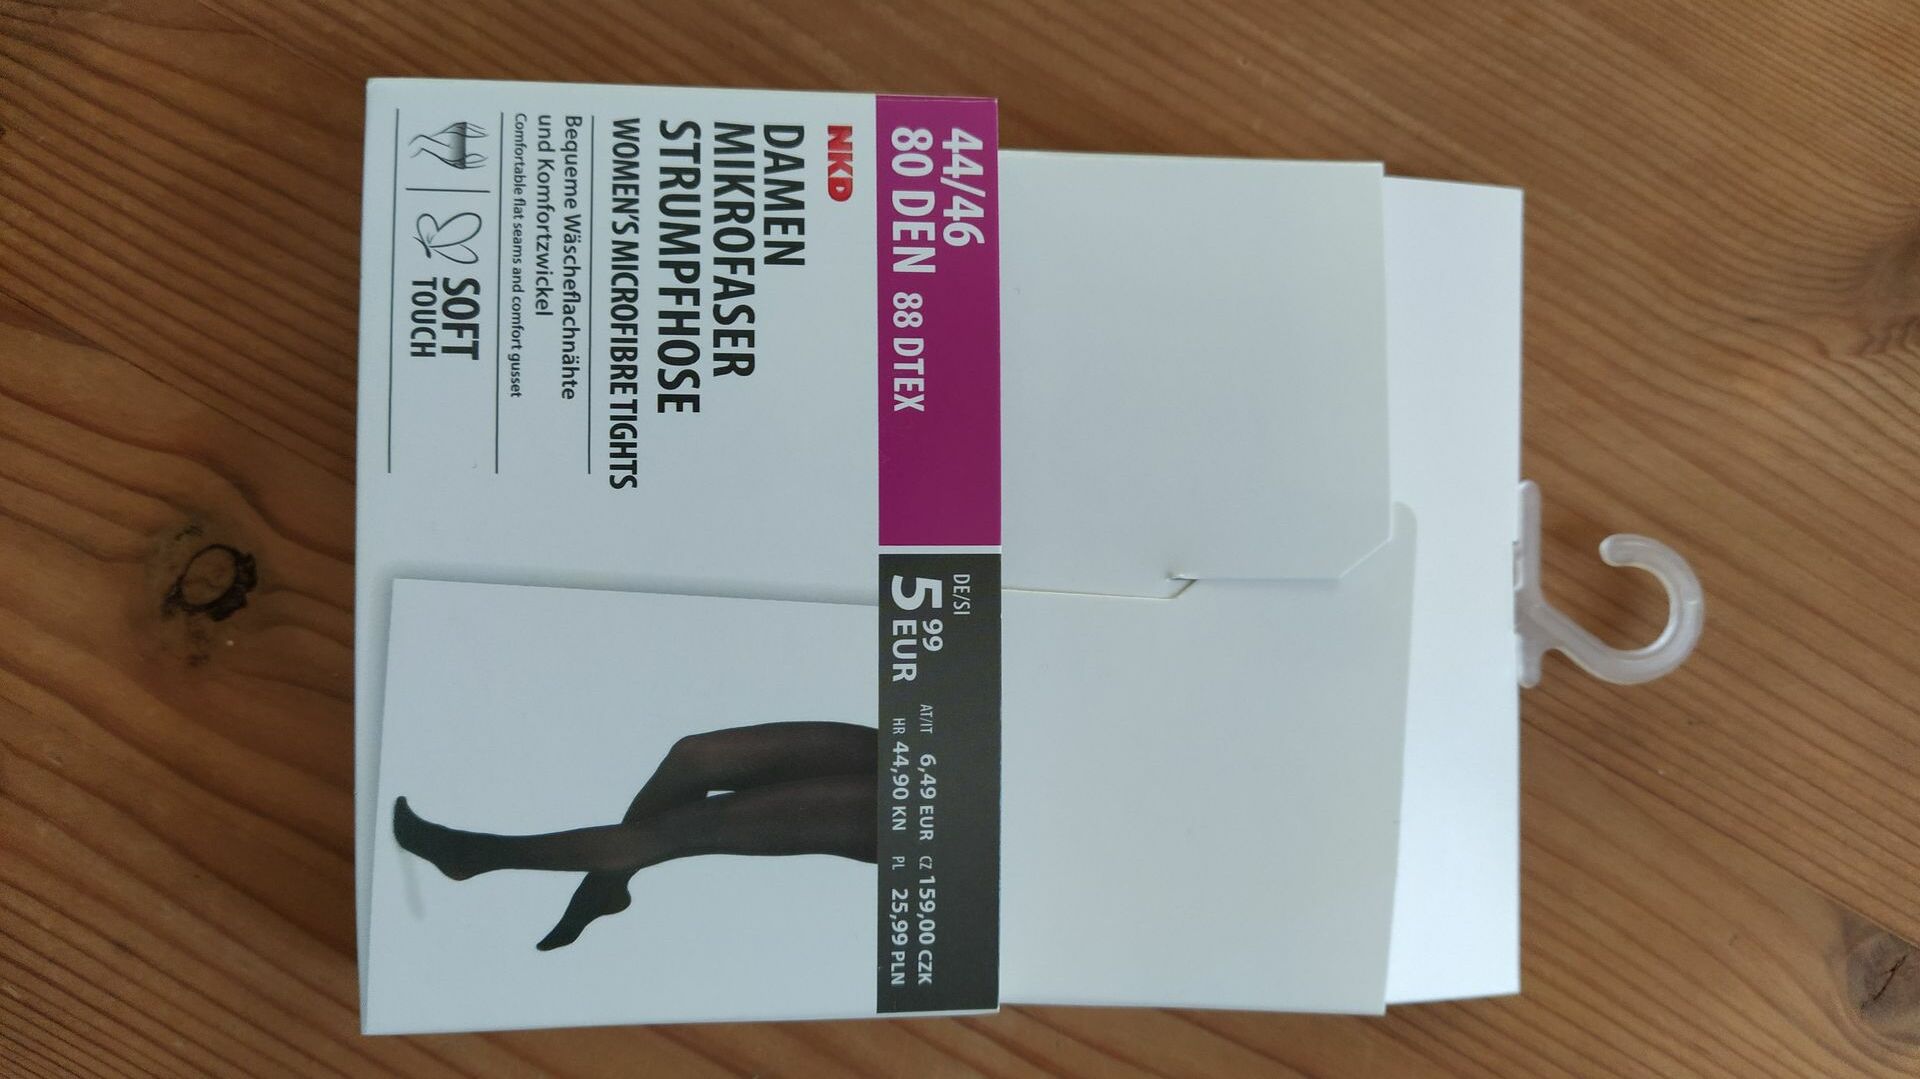 44/46
80 DEN 88 DTEX
DE/SI
5 99 EUR
AT/IT 6,49 EUR CZ 159,00 CZK
HR 44,90 KN PL 25,99 PLN
NKD
DAMEN
MIKROFASER
STRUMPFHOSE
WOMEN'S MICROFIBRE TIGHTS
Bequeme Wäscheflachnähte
und Komfortzwickel
Comfortable flat seams and comfort gusset
SOFT
TOUCH